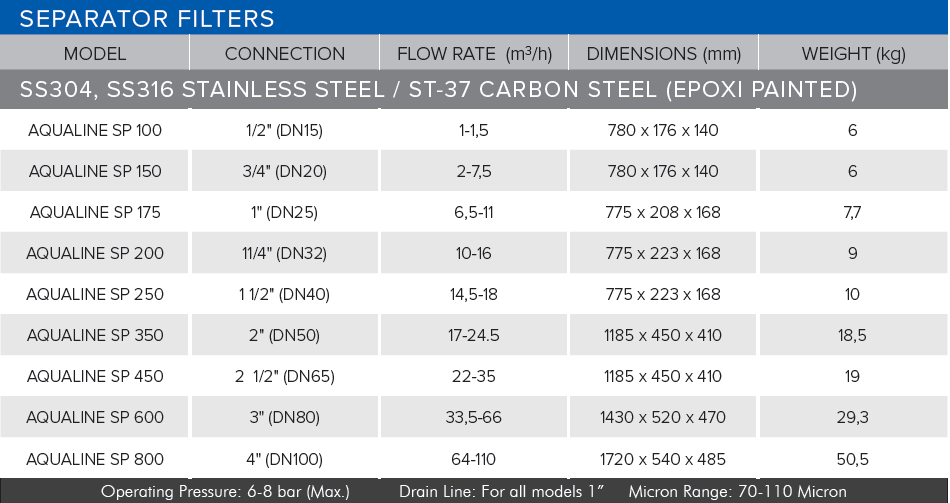 SEPARATOR FILTERS
MODEL CONNECTION FLOW RATE (m³/h) DIMENSIONS (mm) WEIGHT (kg)
SS304, SS316 STAINLESS STEEL / ST-37 CARBON STEEL (EPOXI PAINTED)
AQUALINE SP 100 1/2" (DN15) 1-1,5 780 x 176 x 140 6
AQUALINE SP 150 3/4" (DN20) 2-7,5 780 x 176 x 140 6
AQUALINE SP 175 1" (DN25) 6,5-11 775 x 208 x 168 7,7
AQUALINE SP 200 11/4" (DN32) 10-16 775 x 223 x 168 9
AQUALINE SP 250 1 1/2" (DN40) 14,5-18 775 x 223 x 168 10
AQUALINE SP 350 2" (DN50) 17-24.5 1185 x 450 x 410 18,5
AQUALINE SP 450 2 1/2" (DN65) 22-35 1185 x 450 x 410 19
AQUALINE SP 600 3" (DN80) 33,5-66 1430 x 520 x 470 29,3
AQUALINE SP 800 4" (DN100) 64-110 1720 x 540 x 485 50,5
Operating Pressure: 6-8 bar (Max.) Drain Line: For all models 1” Micron Range: 70-110 Micron